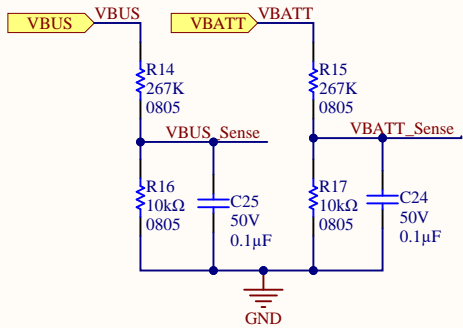 VBUS
VBUS
VBATT
VBATT
R14
267K
0805
R15
267K
0805
VBUS_Sense
VBATT_Sense
R16
10kΩ
0805
C25
50V
0.1µF
R17
10kΩ
0805
C24
50V
0.1µF
GND